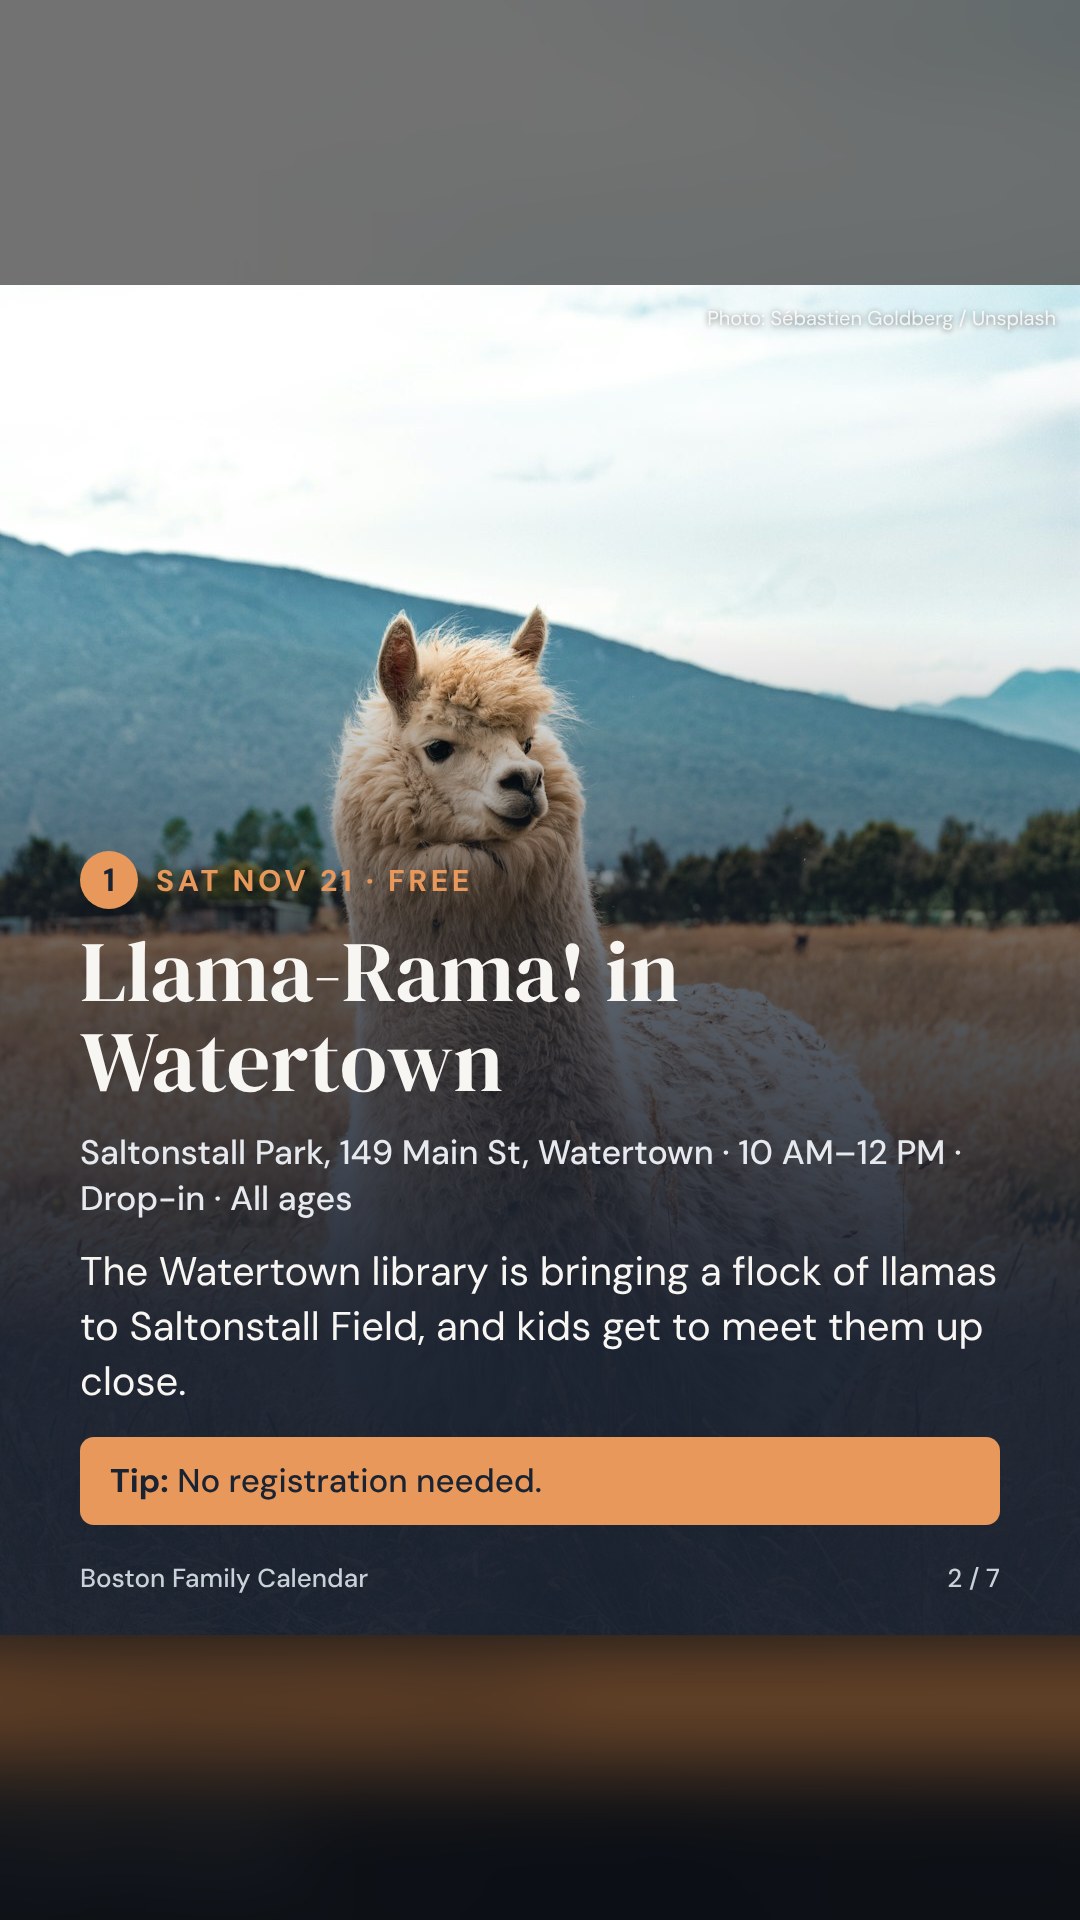 Photo: Sébastien Goldberg / Unsplash
1 SAT NOV 21 · FREE
Llama-Rama! in
Watertown
Saltonstall Park, 149 Main St, Watertown · 10 AM–12 PM ·
Drop-in · All ages
The Watertown library is bringing a flock of llamas
to Saltonstall Field, and kids get to meet them up
close.
Tip: No registration needed.
Boston Family Calendar
2 / 7